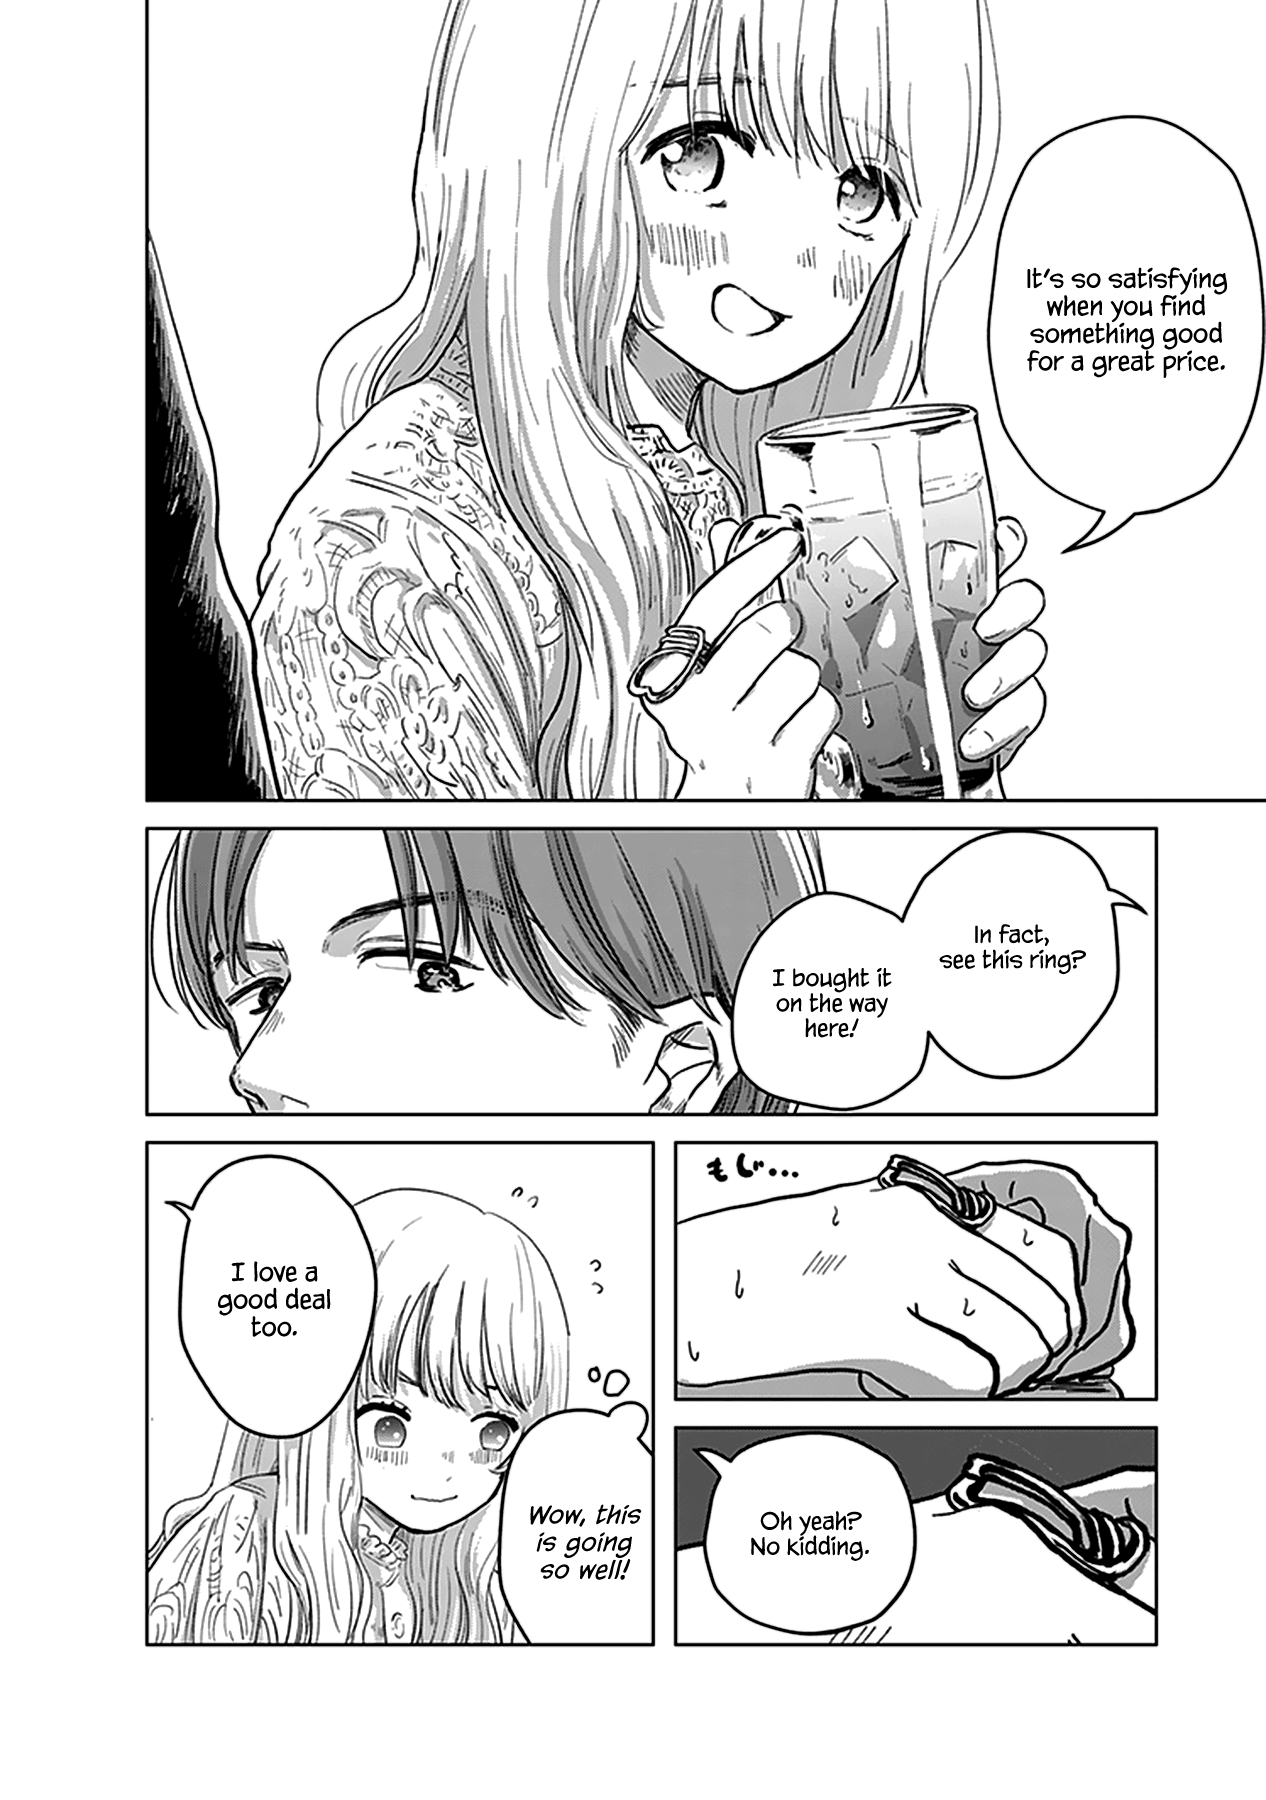 It's so satisfying
when you find
something good
for a great price.
In fact,
see this ring?
I bought it
on the way
here!
もじ...
Oh yeah?
No kidding.
I love a
good deal
too.
Wow, this
is going
so well!